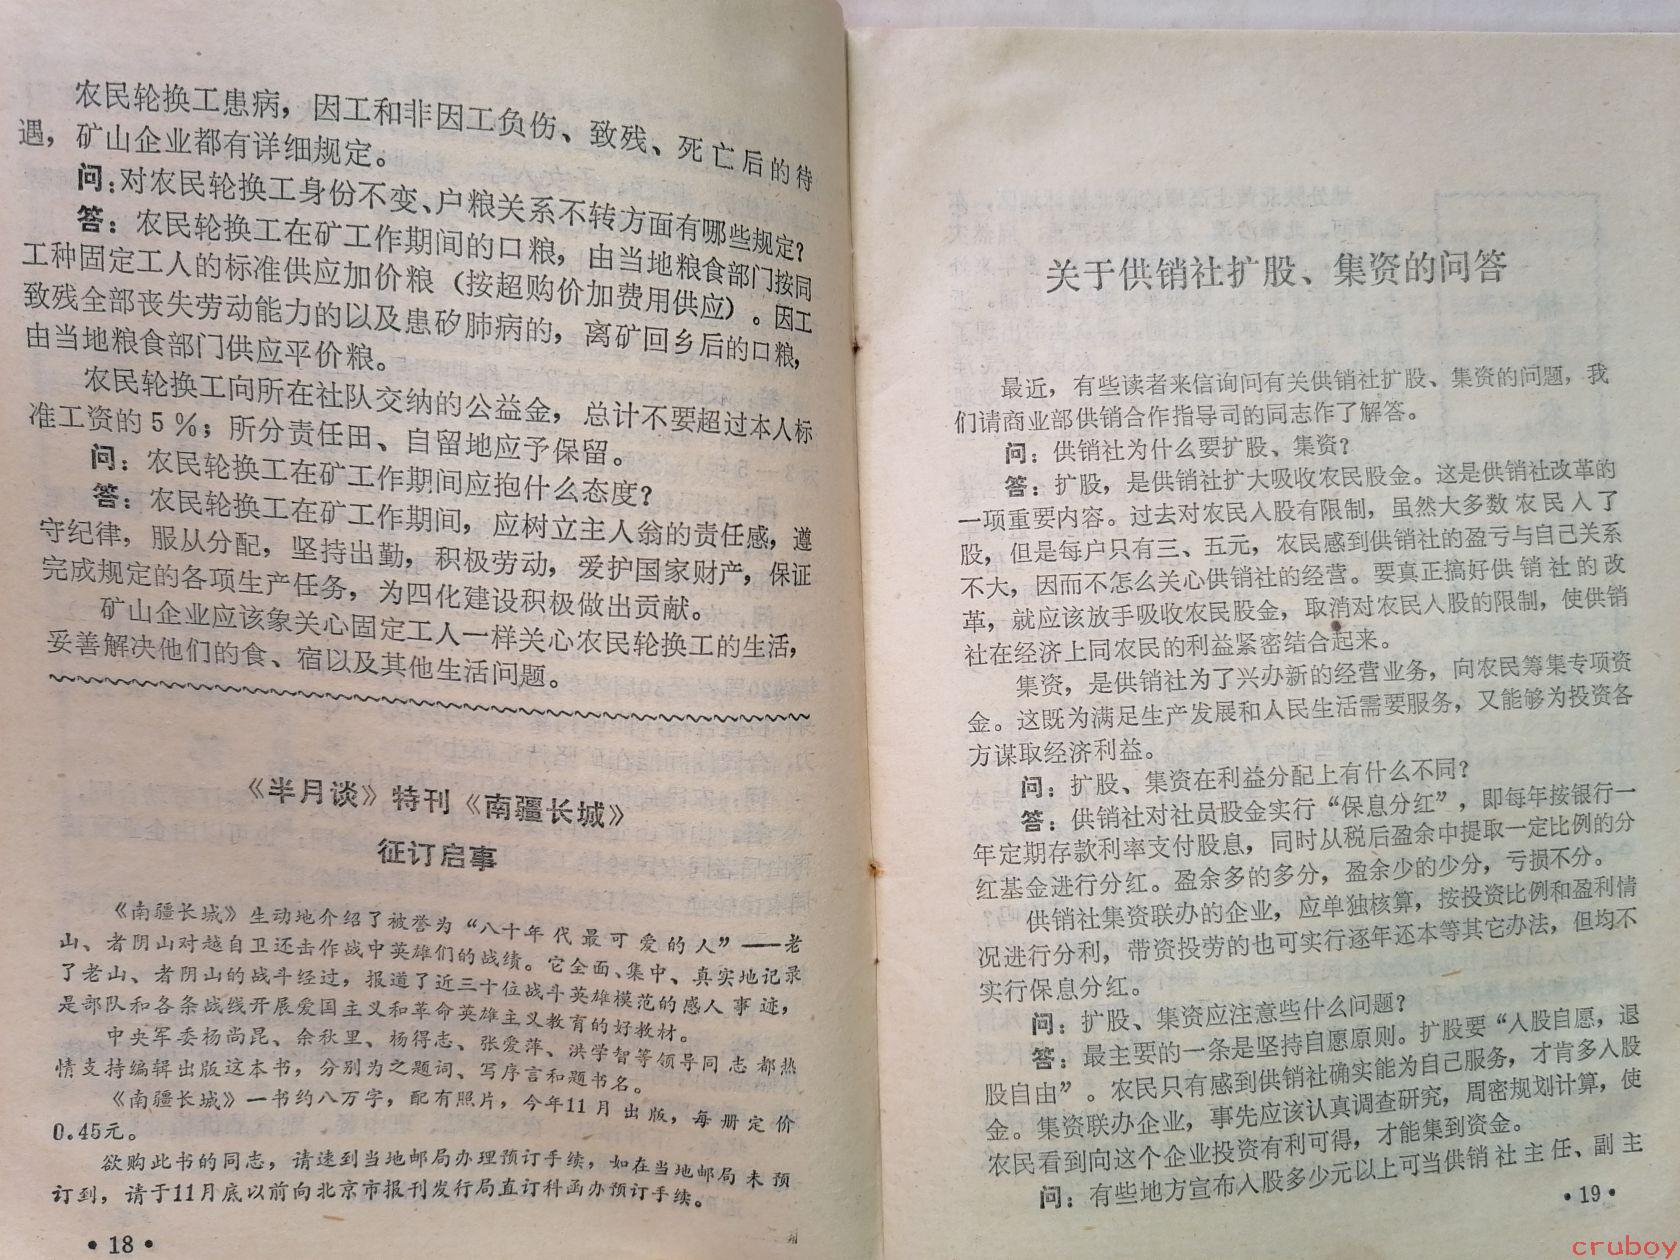 农民轮换工患病，因工和非因工负伤、致残、死亡后的待
遇，矿山企业都有详细规定。
问：对农民轮换工身份不变、户粮关系不转方面有哪些规定？
答：农民轮换工在矿工作期间的口粮，由当地粮食部门按同
工种固定工人的标准供应加价粮（按超购价加费用供应）。因工
致残全部丧失劳动能力的以及患矽肺病的，离矿回乡后的口粮，
由当地粮食部门供应平价粮。
农民轮换工向所在社队交纳的公益金，总计不要超过本人标
准工资的5％；所分责任田、自留地应予保留。
问：农民轮换工在矿工作期间应抱什么态度？
答：农民轮换工在矿工作期间，应树立主人翁的责任感，遵
守纪律，服从分配，坚持出勤，积极劳动，爱护国家财产，保证
完成规定的各项生产任务，为四化建设积极做出贡献。
矿山企业应该象关心固定工人一样关心农民轮换工的生活，
妥善解决他们的食、宿以及其他生活问题。
《半月谈》特刊《南疆长城》
征订启事
《南疆长城》生动地介绍了被誉为“八十年代最可爱的人”——老
山、者阴山对越自卫还击作战中英雄们的战绩。它全面、集中、真实地记录
了老山、者阴山的战斗经过，报道了近三十位战斗英雄模范的感人事迹，
是部队和各条战线开展爱国主义和革命英雄主义教育的好教材。
中央军委杨尚昆、余秋里、杨得志、张爱萍、洪学智等领导同志都热
情支持编辑出版这本书，分别为之题词、写序言和题书名。
《南疆长城》一书约八万字，配有照片，今年11月出版，每册定价
0.45元。
欲购此书的同志，请速到当地邮局办理预订手续，如在当地邮局未预
订到，请于11月底以前向北京市报刊发行局直订科函办预订手续。
• 18 •
关于供销社扩股、集资的问答
最近，有些读者来信询问有关供销社扩股、集资的问题，我
们请商业部供销合作指导司的同志作了解答。
问：供销社为什么要扩股、集资？
答：扩股，是供销社扩大吸收农民股金。这是供销社改革的
一项重要内容。过去对农民入股有限制，虽然大多数农民入了
股，但是每户只有三、五元，农民感到供销社的盈亏与自己关系
不大，因而不怎么关心供销社的经营。要真正搞好供销社的改
革，就应该放手吸收农民股金，取消对农民入股的限制，使供销
社在经济上同农民的利益紧密结合起来。
集资，是供销社为了兴办新的经营业务，向农民筹集专项资
金。这既为满足生产发展和人民生活需要服务，又能够为投资各
方谋取经济利益。
问：扩股、集资在利益分配上有什么不同？
答：供销社对社员股金实行“保息分红”，即每年按银行一
年定期存款利率支付股息，同时从税后盈余中提取一定比例的分
红基金进行分红。盈余多的多分，盈余少的少分，亏损不分。
供销社集资联办的企业，应单独核算，按投资比例和盈利情
况进行分利，带资投劳的也可实行逐年还本等其它办法，但均不
实行保息分红。
问：扩股、集资应注意些什么问题？
答：最主要的一条是坚持自愿原则。扩股要“入股自愿，退
股自由”。农民只有感到供销社确实能为自己服务，才肯多入股
金。集资联办企业，事先应该认真调查研究，周密规划计算，使
农民看到向这个企业投资有利可得，才能集到资金。
问：有些地方宣布入股多少元以上可当供销社主任、副主
• 19 •
cruboy